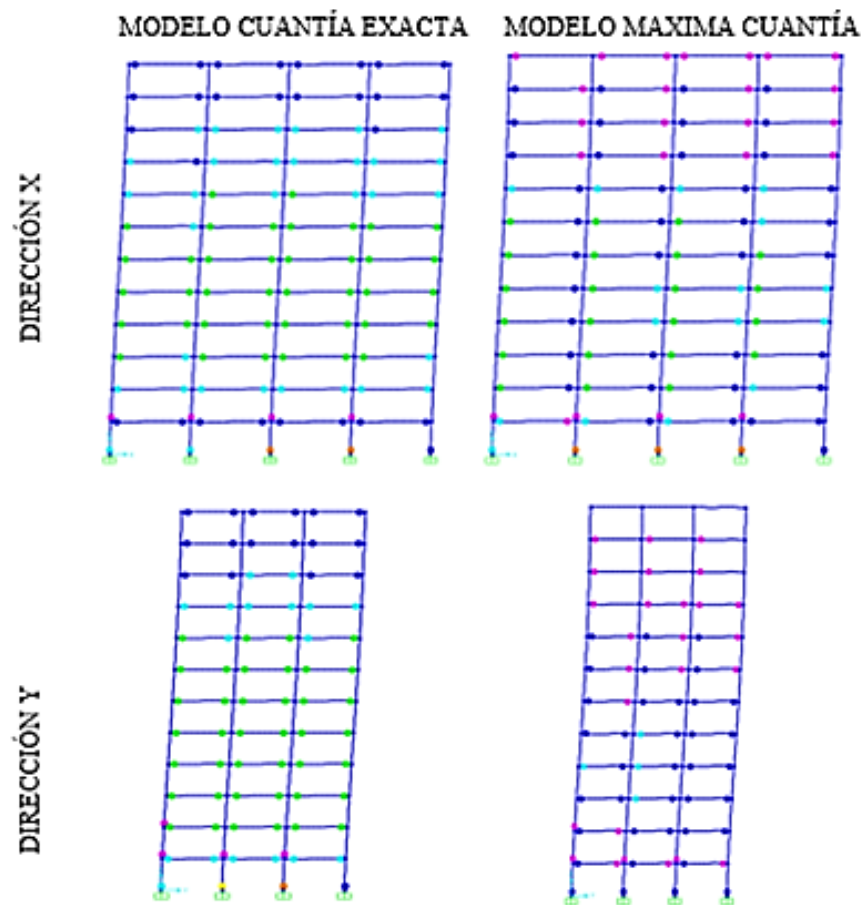 MODELO CUANTÍA EXACTA
MODELO MAXIMA CUANTÍA
DIRECCIÓN X
DIRECCIÓN Y